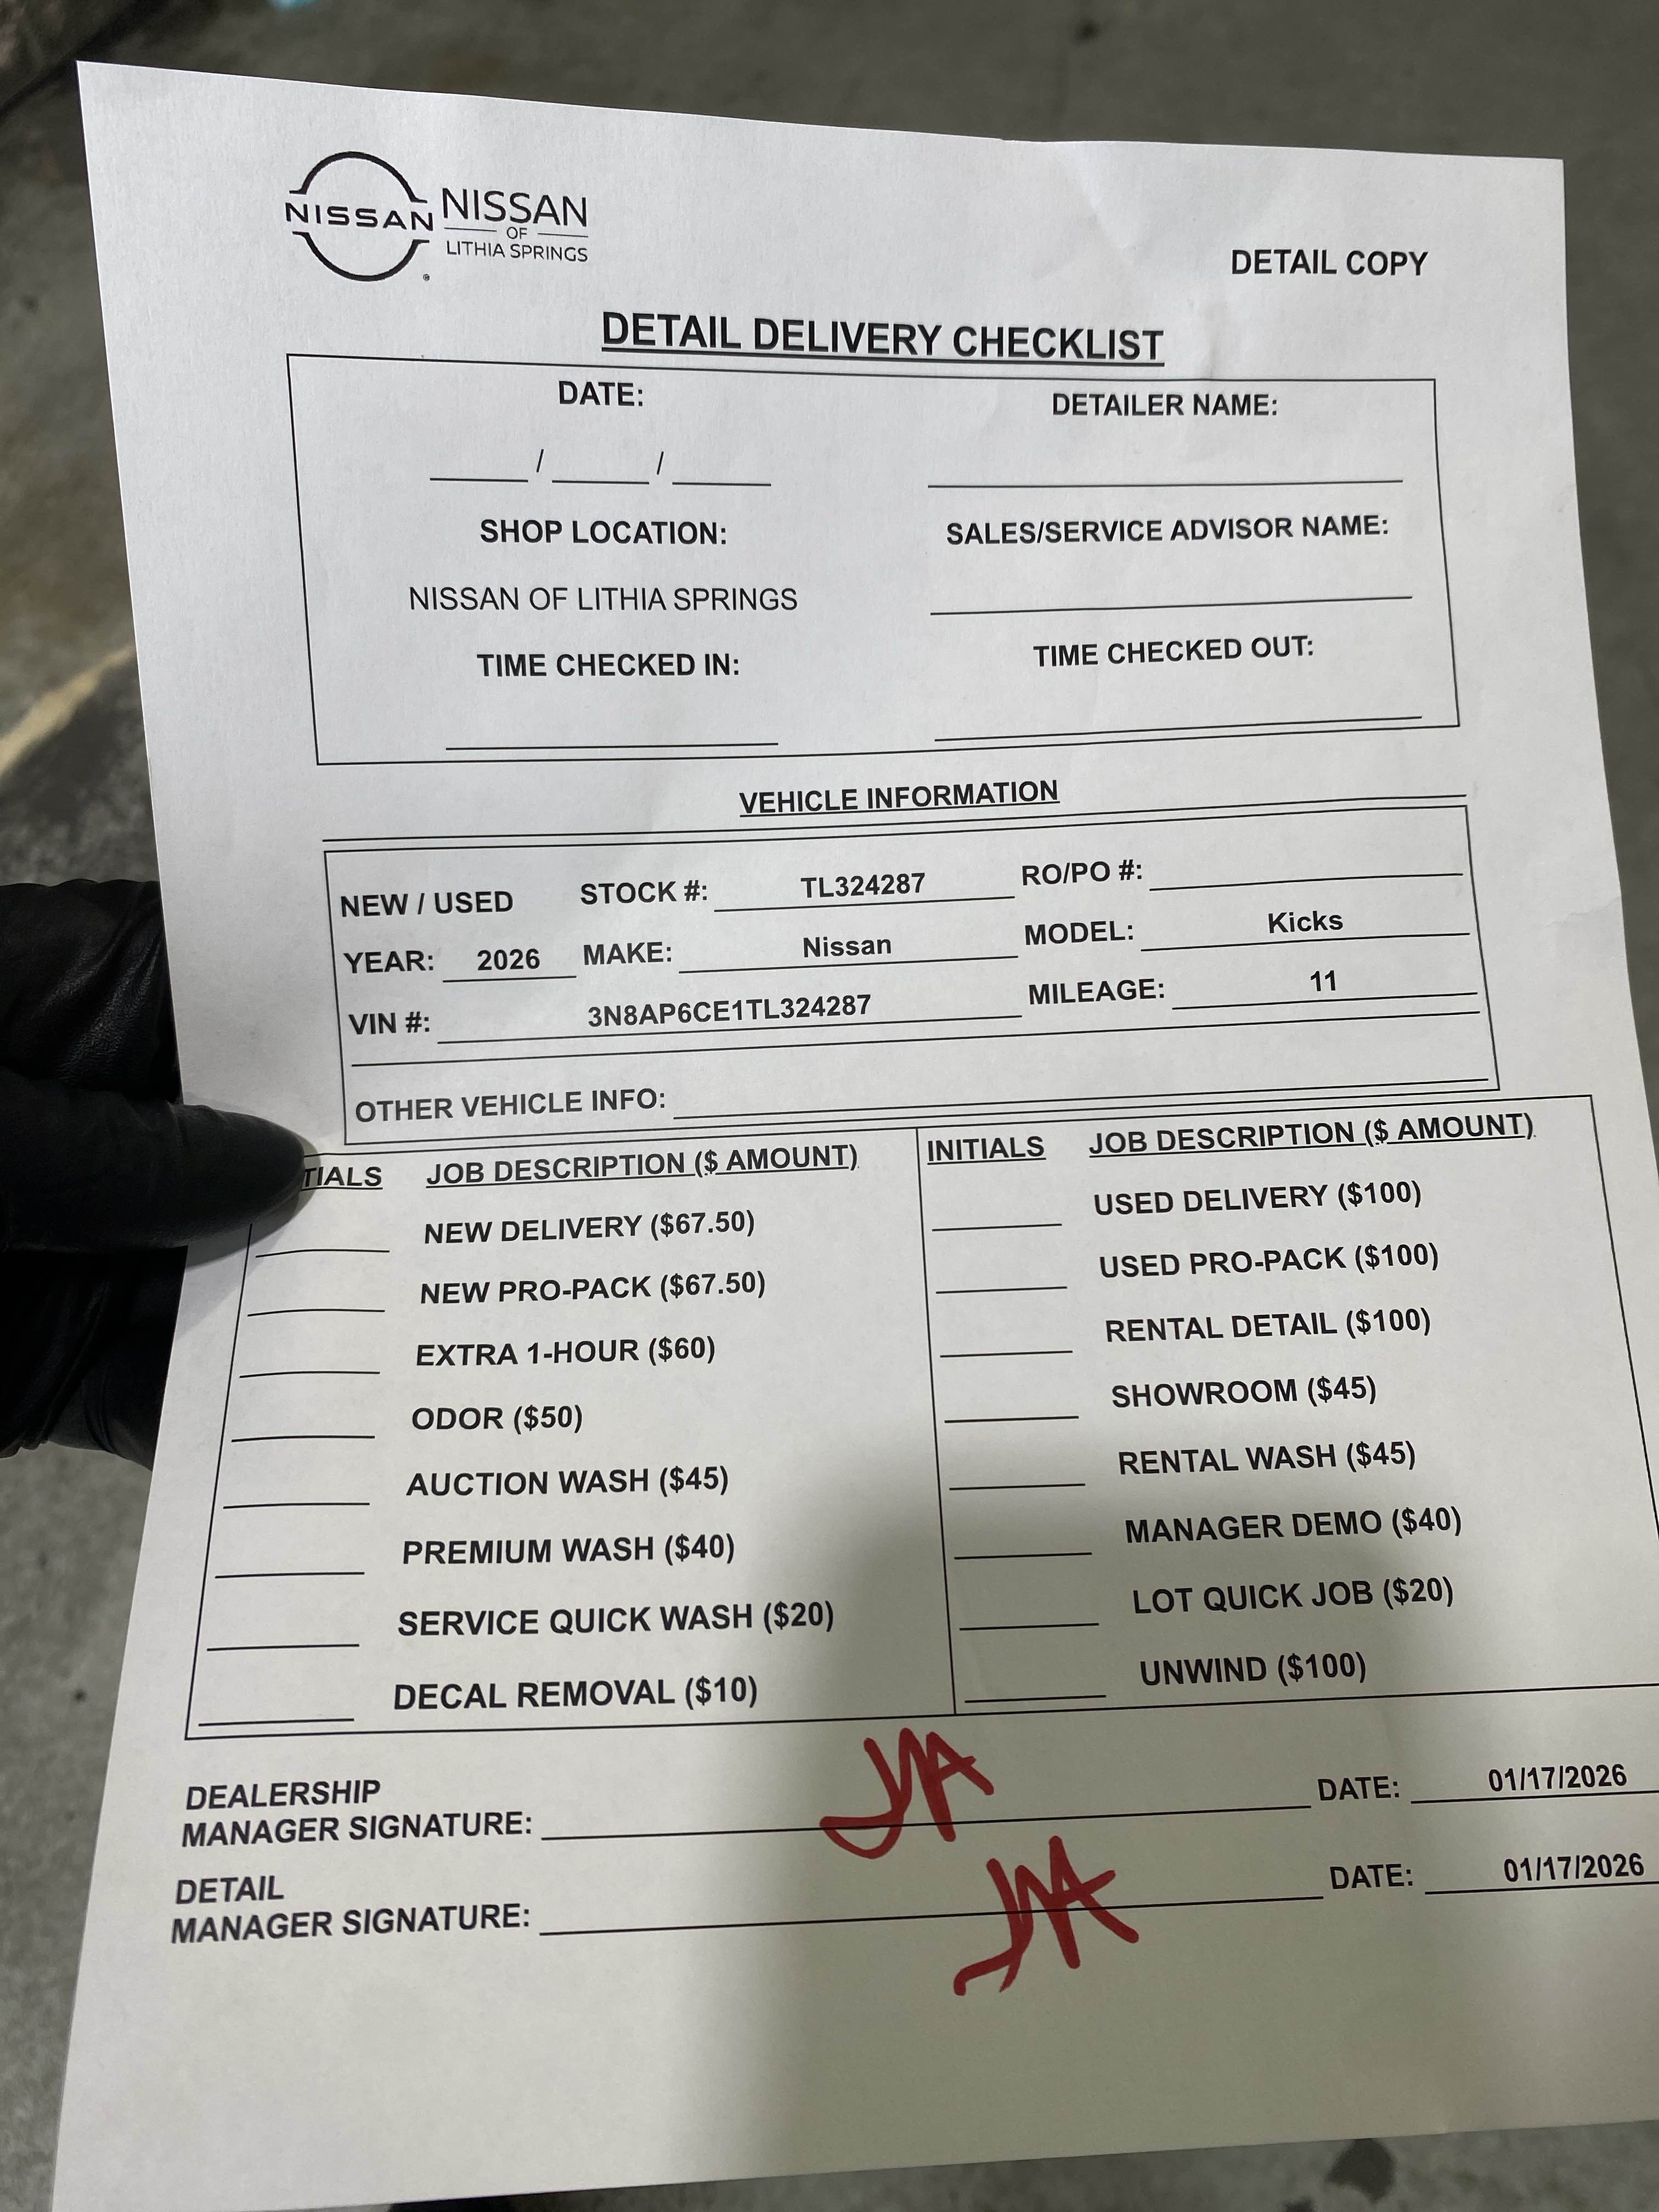 NISSAN NISSAN
OF
LITHIA SPRINGS
DETAIL COPY
DETAIL DELIVERY CHECKLIST
DATE: DETAILER NAME:
/ /
SHOP LOCATION: SALES/SERVICE ADVISOR NAME:
NISSAN OF LITHIA SPRINGS
TIME CHECKED IN: TIME CHECKED OUT:
VEHICLE INFORMATION
NEW / USED STOCK #: TL324287 RO/PO #:
YEAR: 2026 MAKE: Nissan MODEL: Kicks
VIN #: 3N8AP6CE1TL324287 MILEAGE: 11
OTHER VEHICLE INFO:
TIALS JOB DESCRIPTION ($ AMOUNT) INITIALS JOB DESCRIPTION ($ AMOUNT)
NEW DELIVERY ($67.50) USED DELIVERY ($100)
NEW PRO-PACK ($67.50) USED PRO-PACK ($100)
EXTRA 1-HOUR ($60) RENTAL DETAIL ($100)
ODOR ($50) SHOWROOM ($45)
AUCTION WASH ($45) RENTAL WASH ($45)
PREMIUM WASH ($40) MANAGER DEMO ($40)
SERVICE QUICK WASH ($20) LOT QUICK JOB ($20)
DECAL REMOVAL ($10) UNWIND ($100)
DEALERSHIP
MANAGER SIGNATURE: DATE: 01/17/2026
DETAIL
MANAGER SIGNATURE: DATE: 01/17/2026